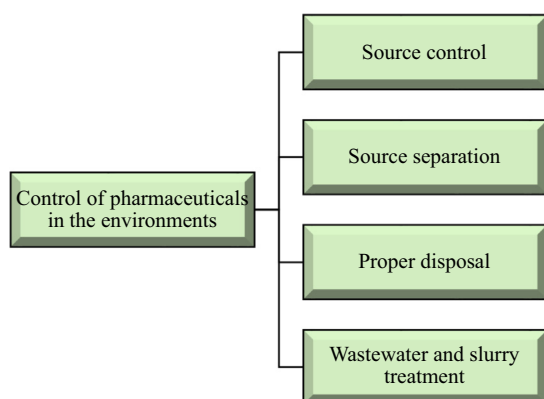 Control of pharmaceuticals
in the environments
Source control
Source separation
Proper disposal
Wastewater and slurry
treatment